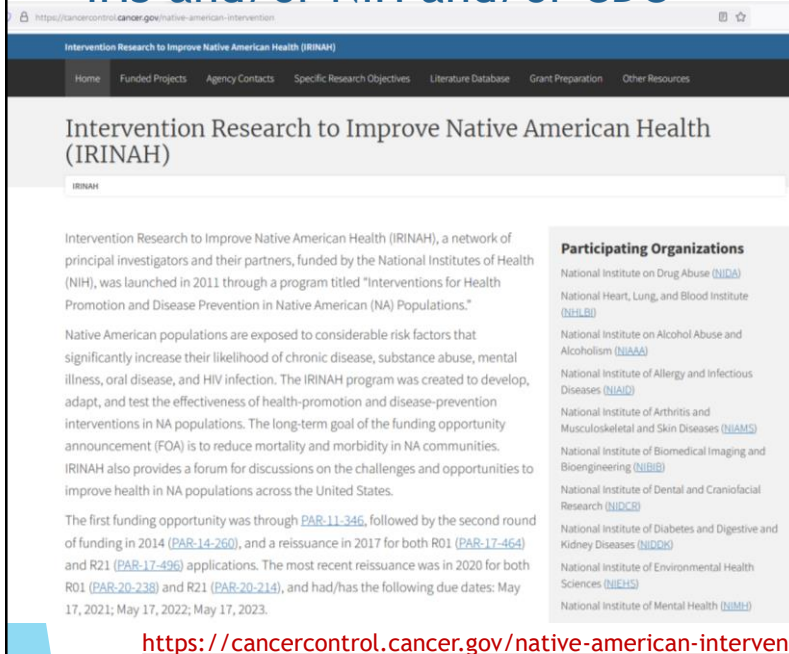 IHS and/or NIH and/or CDC
https://cancercontrol.cancer.gov/native-american-intervention
Intervention Research to Improve Native American Health (IRINAH)
Home Funded Projects Agency Contacts Specific Research Objectives Literature Database Grant Preparation Other Resources
Intervention Research to Improve Native American Health
(IRINAH)
IRINAH
Intervention Research to Improve Native American Health (IRINAH), a network of
principal investigators and their partners, funded by the National Institutes of Health
(NIH), was launched in 2011 through a program titled "Interventions for Health
Promotion and Disease Prevention in Native American (NA) Populations."
Native American populations are exposed to considerable risk factors that
significantly increase their likelihood of chronic disease, substance abuse, mental
illness, oral disease, and HIV infection. The IRINAH program was created to develop,
adapt, and test the effectiveness of health-promotion and disease-prevention
interventions in NA populations. The long-term goal of the funding opportunity
announcement (FOA) is to reduce mortality and morbidity in NA communities.
IRINAH also provides a forum for discussions on the challenges and opportunities to
improve health in NA populations across the United States.
The first funding opportunity was through PAR-11-346, followed by the second round
of funding in 2014 (PAR-14-260), and a reissuance in 2017 for both R01 (PAR-17-464)
and R21 (PAR-17-496) applications. The most recent reissuance was in 2020 for both
R01 (PAR-20-238) and R21 (PAR-20-214), and had/has the following due dates: May
17, 2021; May 17, 2022; May 17, 2023.
Participating Organizations
National Institute on Drug Abuse (NIDA)
National Heart, Lung, and Blood Institute
(NHLBI)
National Institute on Alcohol Abuse and
Alcoholism (NIAAA)
National Institute of Allergy and Infectious
Diseases (NIAID)
National Institute of Arthritis and
Musculoskeletal and Skin Diseases (NIAMS)
National Institute of Biomedical Imaging and
Bioengineering (NIBIB)
National Institute of Dental and Craniofacial
Research (NIDCR)
National Institute of Diabetes and Digestive and
Kidney Diseases (NIDDK)
National Institute of Environmental Health
Sciences (NIEHS)
National Institute of Mental Health (NIMH)
https://cancercontrol.cancer.gov/native-american-interven